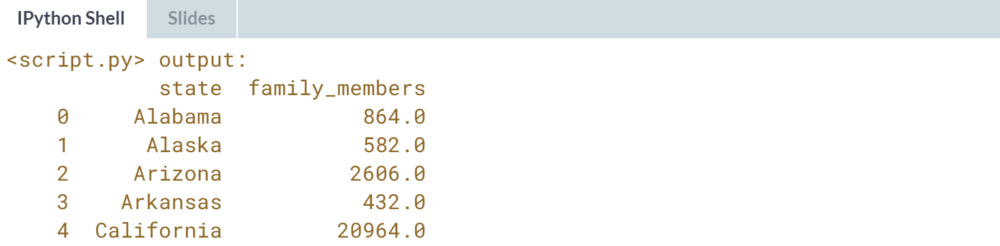 IPython Shell Slides
<script.py> output:
state family_members
0 Alabama 864.0
1 Alaska 582.0
2 Arizona 2606.0
3 Arkansas 432.0
4 California 20964.0